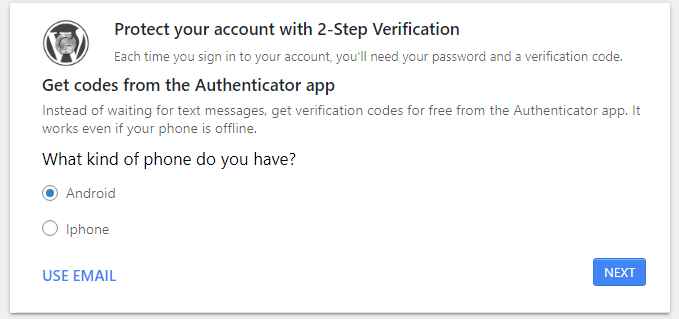 Protect your account with 2-Step Verification
Each time you sign in to your account, you'll need your password and a verification code.
Get codes from the Authenticator app
Instead of waiting for text messages, get verification codes for free from the Authenticator app. It
works even if your phone is offline.
What kind of phone do you have?
Android
Iphone
USE EMAIL
NEXT